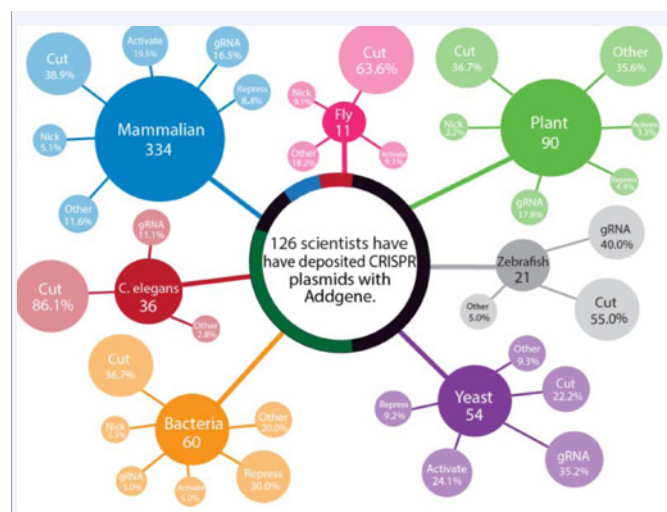 Cut
38.9%
Activate
19.5%
gRNA
16.5%
Repress
8.4%
Mammalian
334
Nick
5.1%
Other
11.6%
Cut
63.6%
Nick
9.1%
Fly
11
Other
18.2%
Activate
9.1%
Cut
36.7%
Other
35.6%
Nick
2.2%
Plant
90
Activate
3.3%
Repress
4.4%
gRNA
17.8%
gRNA
11.1%
Cut
86.1%
C. elegans
36
Other
2.8%
126 scientists have
have deposited CRISPR
plasmids with
Addgene.
gRNA
40.0%
Zebrafish
21
Other
5.0%
Cut
55.0%
Cut
36.7%
Nick
3.3%
Bacteria
60
Other
20.0%
gRNA
5.0%
Activate
5.0%
Repress
30.0%
Other
9.3%
Cut
22.2%
Repress
9.2%
Yeast
54
Activate
24.1%
gRNA
35.2%